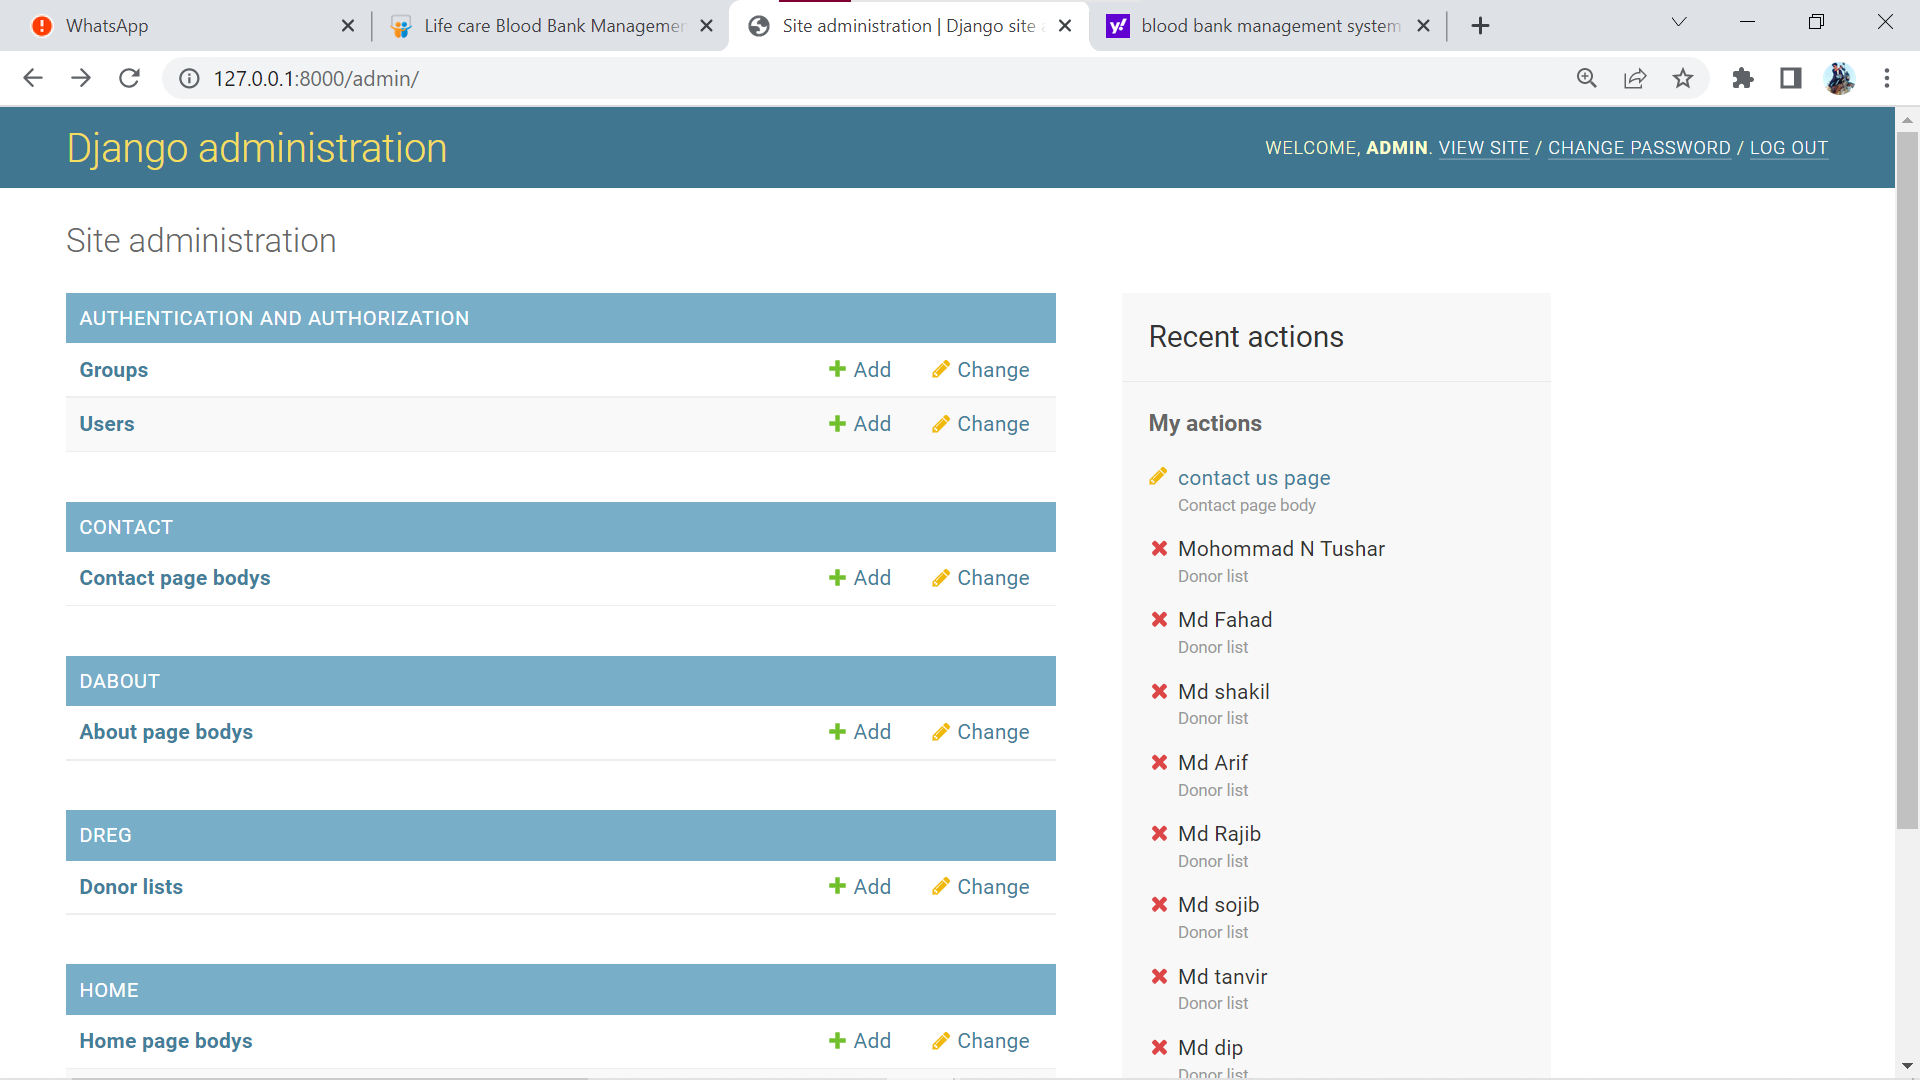 WhatsApp
Life care Blood Bank Managemen
Site administration | Django site a
blood bank management system
127.0.0.1:8000/admin/
Django administration
WELCOME, ADMIN. VIEW SITE / CHANGE PASSWORD / LOG OUT
Site administration
AUTHENTICATION AND AUTHORIZATION
Groups Add Change
Users Add Change
CONTACT
Contact page bodys Add Change
DABOUT
About page bodys Add Change
DREG
Donor lists Add Change
HOME
Home page bodys Add Change
Recent actions
My actions
contact us page
Contact page body
Mohommad N Tushar
Donor list
Md Fahad
Donor list
Md shakil
Donor list
Md Arif
Donor list
Md Rajib
Donor list
Md sojib
Donor list
Md tanvir
Donor list
Md dip
Donor list